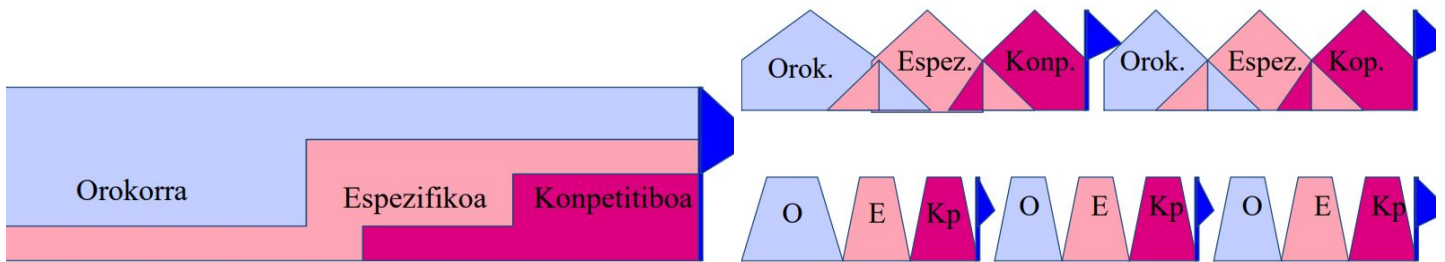 Orokorra Espezifikoa Konpetitiboa
Orok. Espez. Konp. Orok. Espez. Kop.
O E Kp O E Kp O E Kp